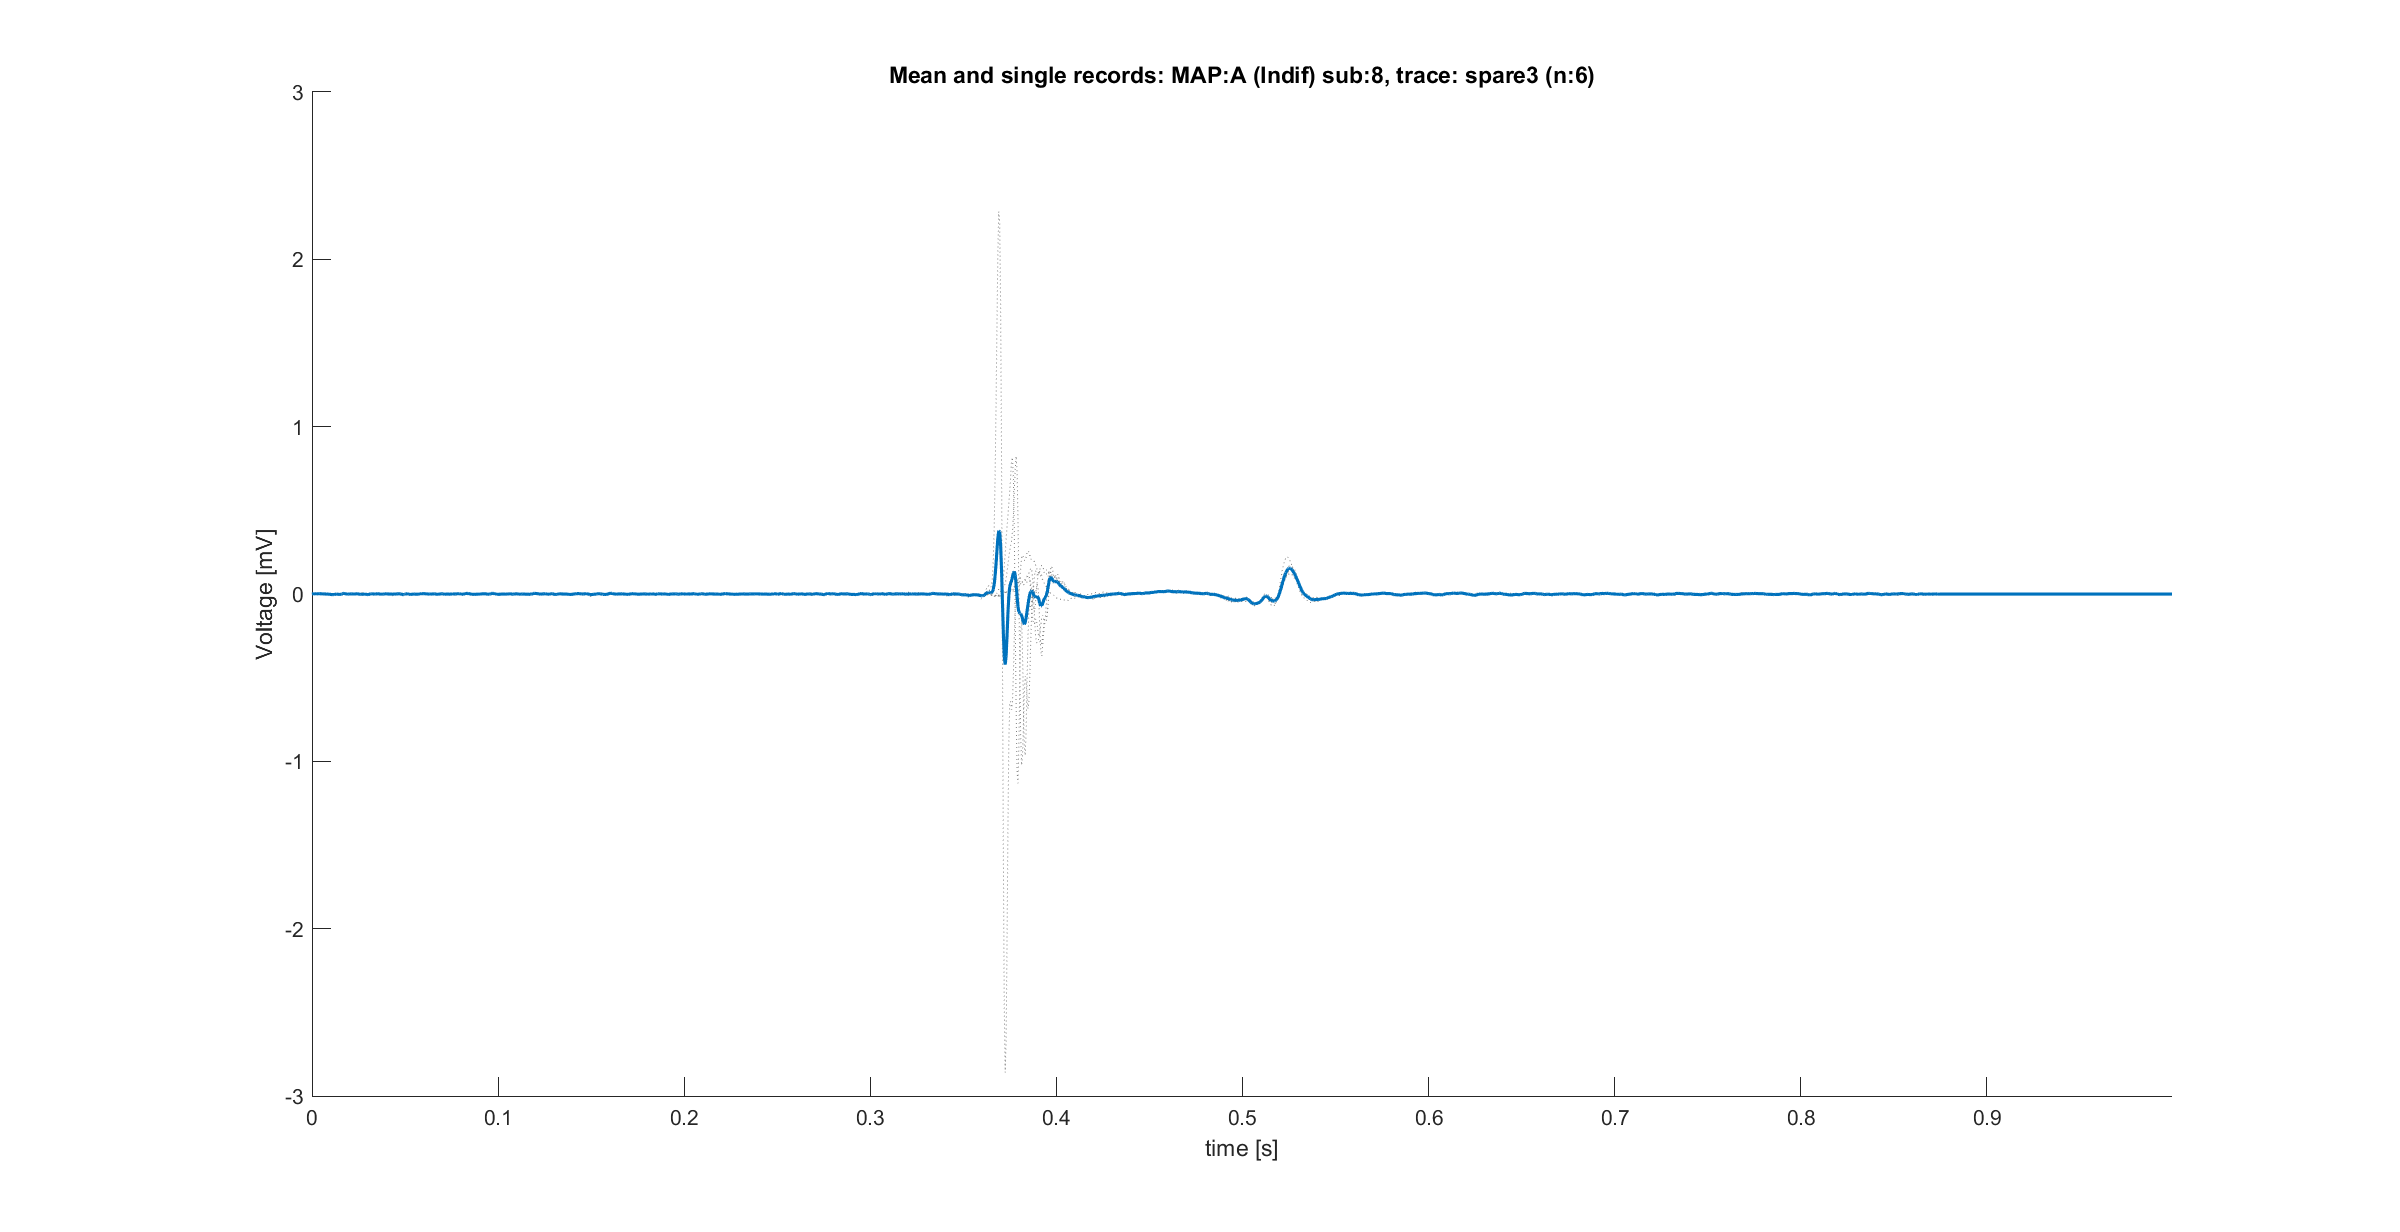 Mean and single records: MAP:A (Indif) sub:8, trace: spare3 (n:6)
3
2
1
0
-1
-2
-3
Voltage [mV]
0 0.1 0.2 0.3 0.4 0.5 0.6 0.7 0.8 0.9
time [s]